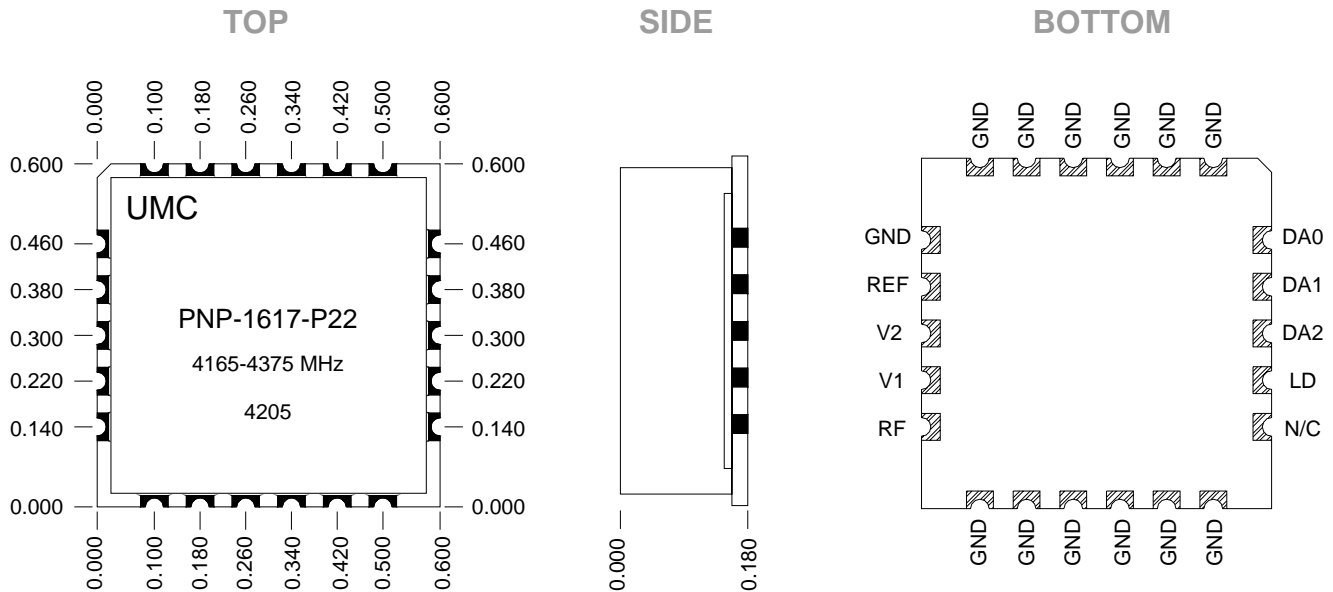 TOP
SIDE
BOTTOM
0.000
0.100
0.180
0.260
0.340
0.420
0.500
0.600
0.600
0.460
0.380
0.300
0.220
0.140
0.000
UMC
PNP-1617-P22
4165-4375 MHz
4205
0.600
0.460
0.380
0.300
0.220
0.140
0.000
0.000
0.100
0.180
0.260
0.340
0.420
0.500
0.600
0.000
0.180
GND
GND
GND
GND
GND
GND
GND
REF
V2
V1
RF
DA0
DA1
DA2
LD
N/C
GND
GND
GND
GND
GND
GND